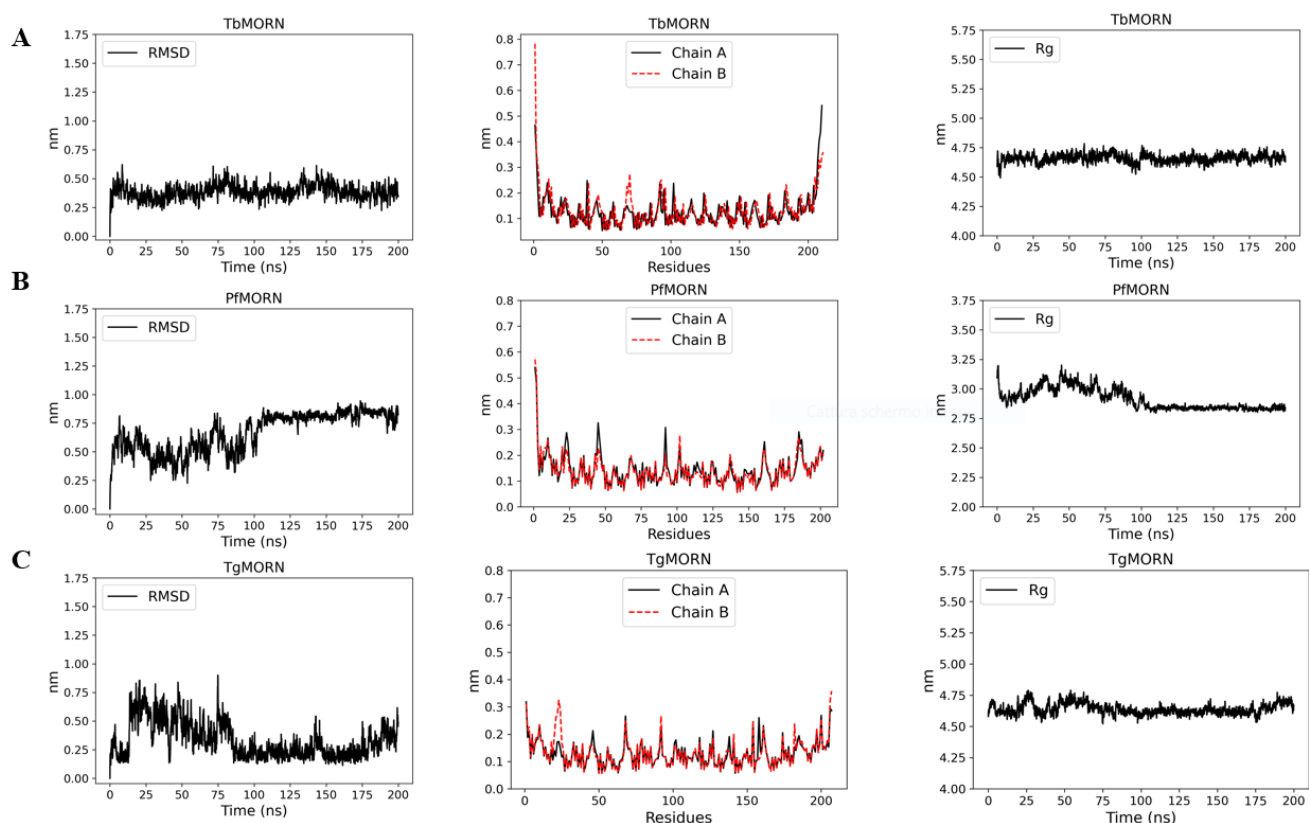 A
TbMORN
RMSD
nm
1.75
1.50
1.25
1.00
0.75
0.50
0.25
0.00
0 25 50 75 100 125 150 175 200
Time (ns)
Chain A
Chain B
nm
0.8
0.7
0.6
0.5
0.4
0.3
0.2
0.1
0 50 100 150 200
Residues
TbMORN
Rg
nm
5.75
5.50
5.25
5.00
4.75
4.50
4.25
4.00
0 25 50 75 100 125 150 175 200
Time (ns)
TbMORN
B
PfMORN
RMSD
nm
1.75
1.50
1.25
1.00
0.75
0.50
0.25
0.00
0 25 50 75 100 125 150 175 200
Time (ns)
PfMORN
Chain A
Chain B
nm
0.8
0.7
0.6
0.5
0.4
0.3
0.2
0.1
0.0
0 25 50 75 100 125 150 175 200
Residues
PfMORN
Rg
nm
3.75
3.50
3.25
3.00
2.75
2.50
2.25
2.00
0 25 50 75 100 125 150 175 200
Time (ns)
Cattura schermo in
C
TgMORN
RMSD
nm
1.75
1.50
1.25
1.00
0.75
0.50
0.25
0.00
0 25 50 75 100 125 150 175 200
Time (ns)
TgMORN
Chain A
Chain B
nm
0.8
0.7
0.6
0.5
0.4
0.3
0.2
0.1
0.0
0 50 100 150 200
Residues
TgMORN
Rg
nm
5.75
5.50
5.25
5.00
4.75
4.50
4.25
4.00
0 25 50 75 100 125 150 175 200
Time (ns)